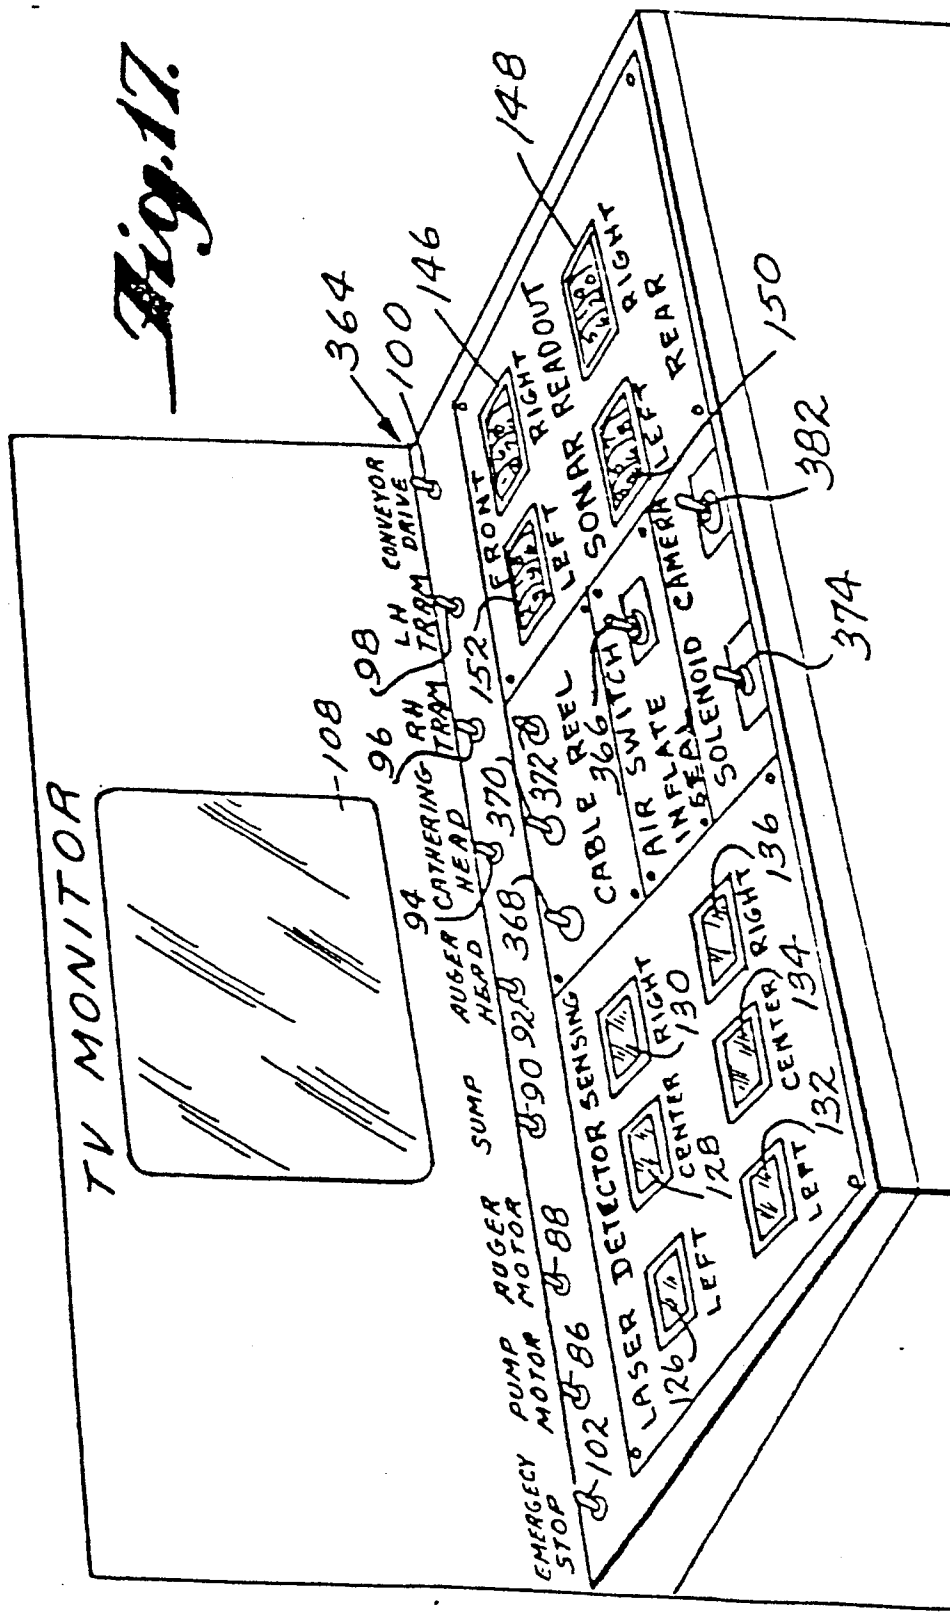 Fig. 17.
TV MONITOR
108
364
EMERGECY
STOP
PUMP
MOTOR
AUGER
MOTOR
SUMP
AUGER
HEAD
94
CATHERING
HEAD
96
RH
TRAM
98
LH
TRAM
CONVEYOR
DRIVE
100
102
86
88
90
92
368
370
372
152
146
148
LASER DETECTOR SENSING
126
LEFT
CENTER
128
RIGHT
130
LEFT
132
CENTER
134
RIGHT
136
CABLE REEL
366
AIR SWITCH
INFLATE
SEAL
SOLENOID
CAMERA
374
382
FRONT
LEFT
RIGHT
SONAR READOUT
LEFT
RIGHT
REAR
150